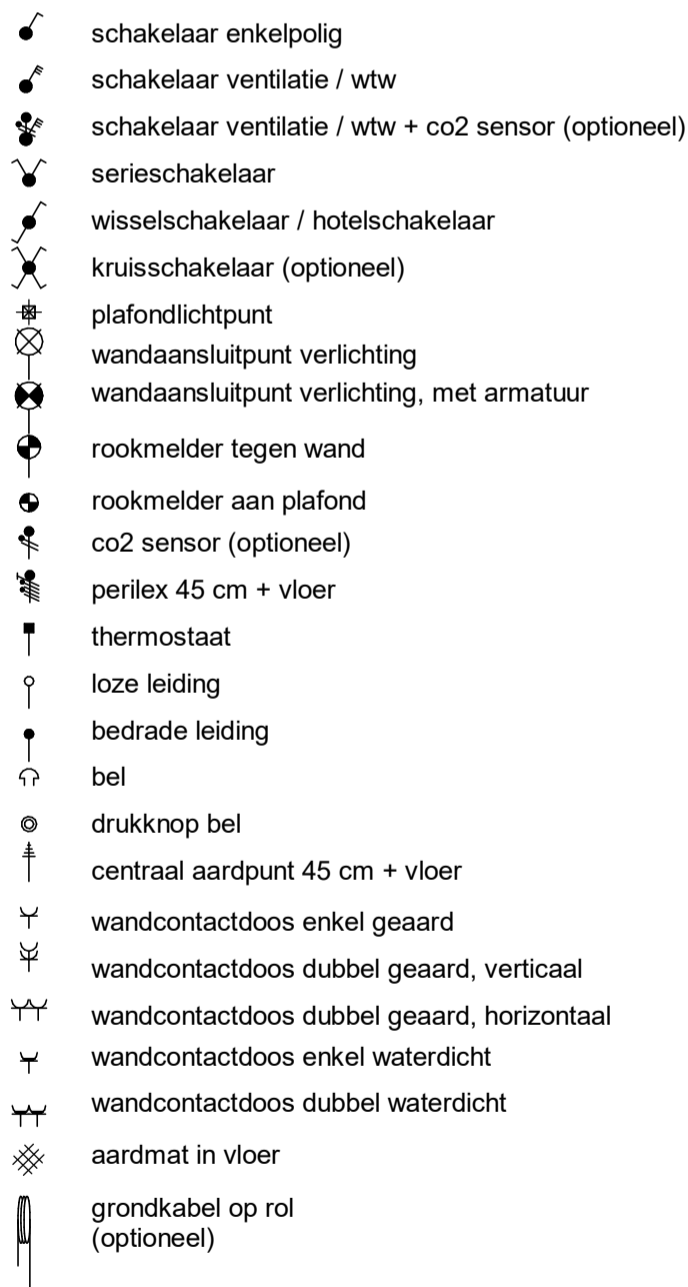 schakelaar enkelpolig
schakelaar ventilatie / wtw
schakelaar ventilatie / wtw + co2 sensor (optioneel)
serieschakelaar
wisselschakelaar / hotelschakelaar
kruisschakelaar (optioneel)
plafondlichtpunt
wandaansluitpunt verlichting
wandaansluitpunt verlichting, met armatuur
rookmelder tegen wand
rookmelder aan plafond
co2 sensor (optioneel)
perilex 45 cm + vloer
thermostaat
loze leiding
bedrade leiding
bel
drukknop bel
centraal aardpunt 45 cm + vloer
wandcontactdoos enkel geaard
wandcontactdoos dubbel geaard, verticaal
wandcontactdoos dubbel geaard, horizontaal
wandcontactdoos enkel waterdicht
wandcontactdoos dubbel waterdicht
aardmat in vloer
grondkabel op rol
(optioneel)